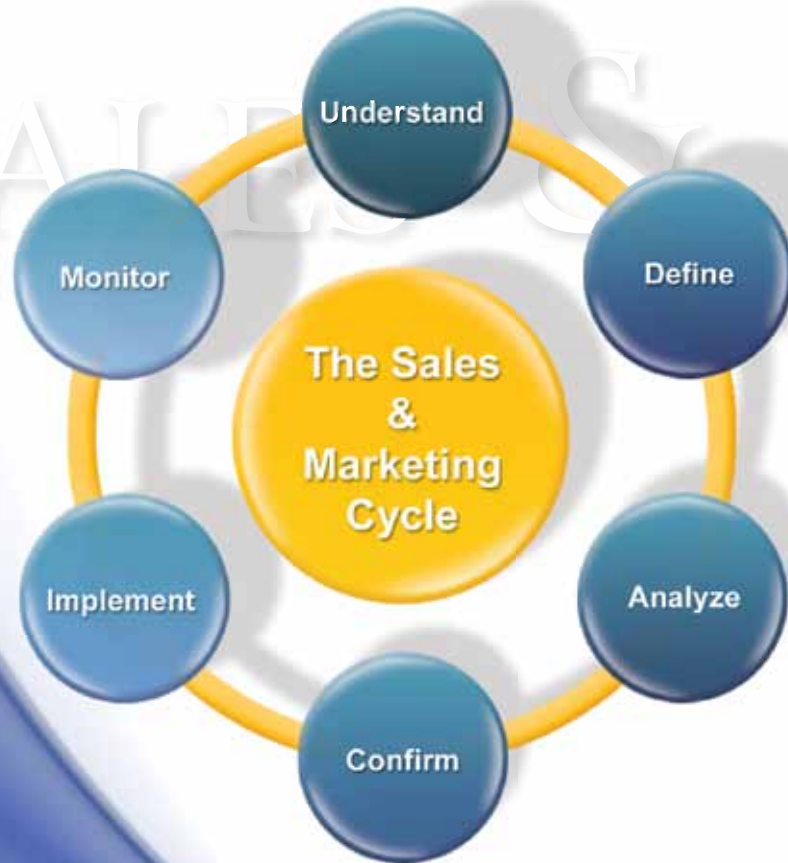 Understand
Define
Analyze
Confirm
Implement
Monitor
The Sales
&
Marketing
Cycle
&